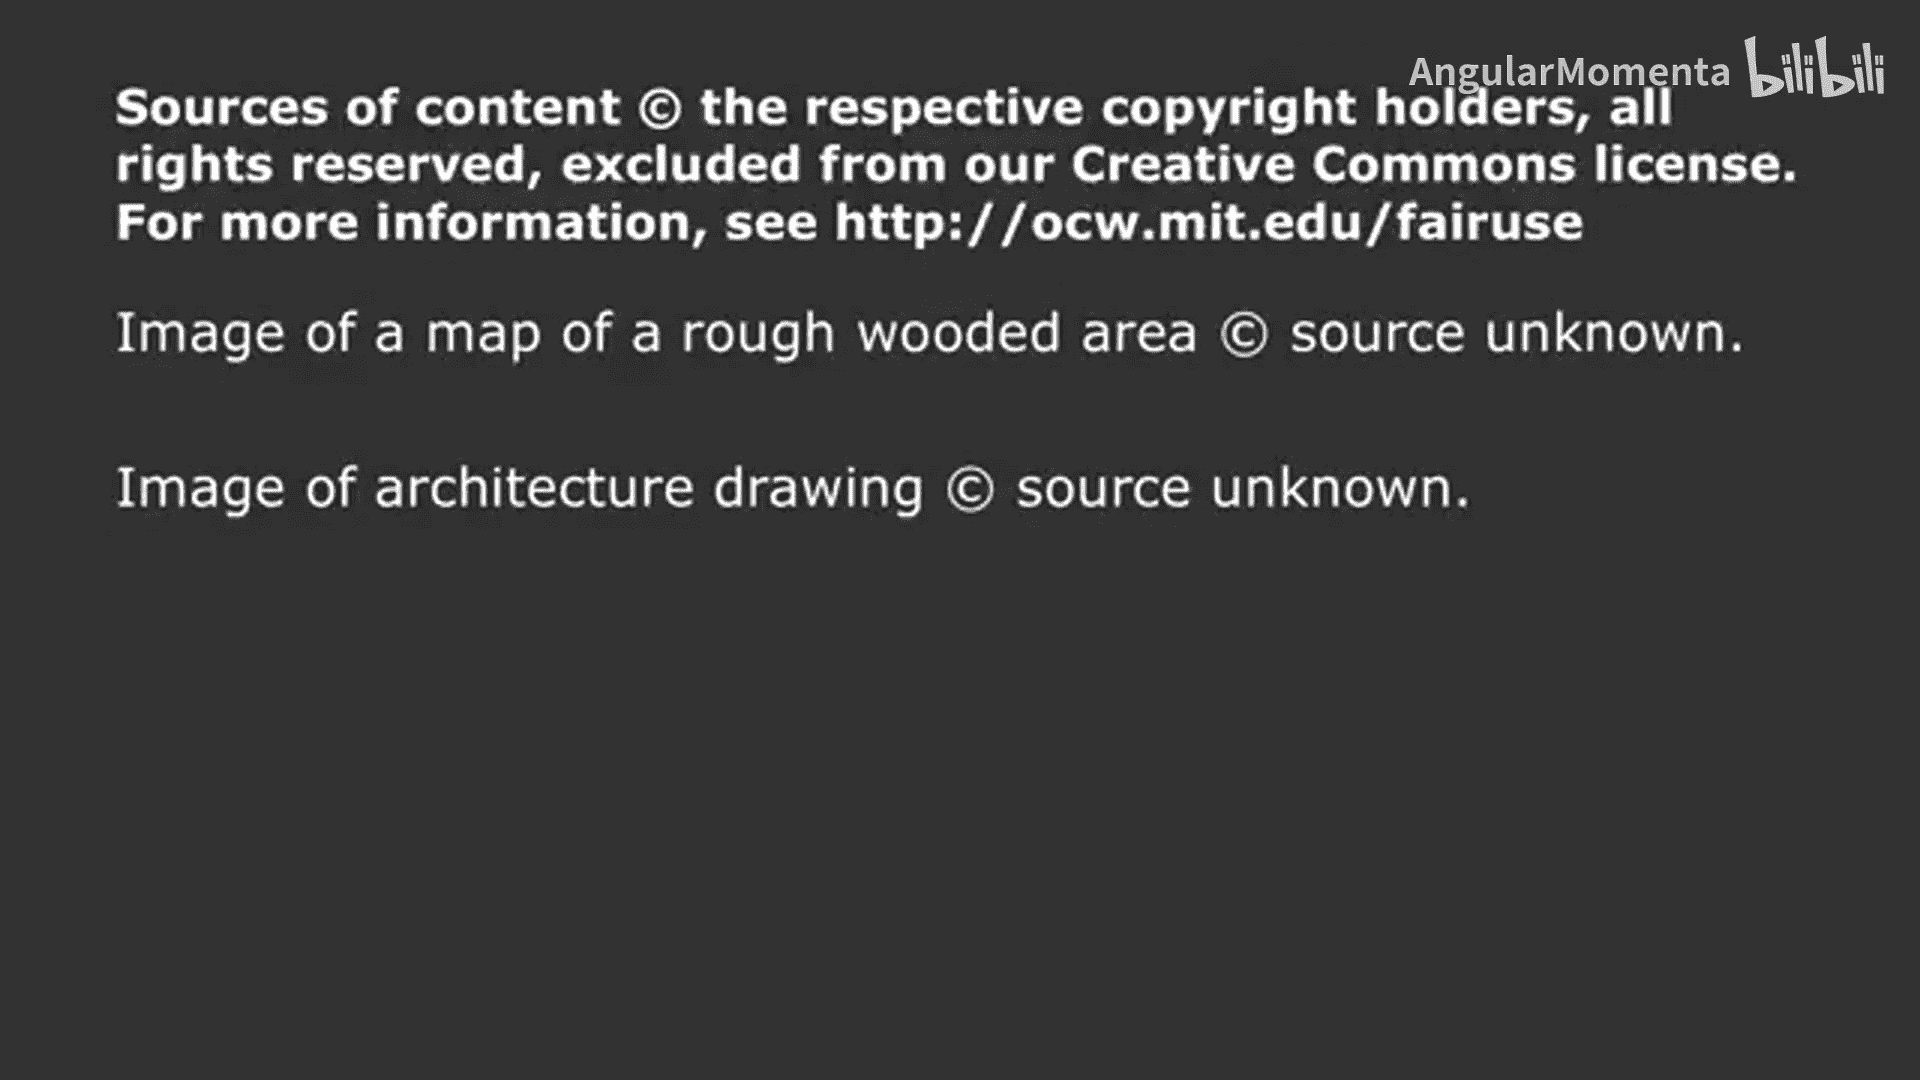 AngularMomenta bilibili
Sources of content © the respective copyright holders, all
rights reserved, excluded from our Creative Commons license.
For more information, see http://ocw.mit.edu/fairuse
Image of a map of a rough wooded area © source unknown.
Image of architecture drawing © source unknown.